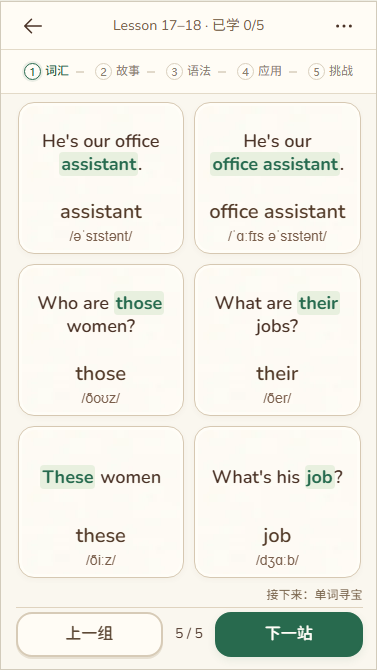 Lesson 17–18 · 已学 0/5
1 词汇 – 2 故事 – 3 语法 – 4 应用 – 5 挑战
He's our office
assistant.
assistant
/əˈsɪstənt/
He's our
office assistant.
office assistant
/ˈɑːfɪs əˈsɪstənt/
Who are those
women?
those
/ðoʊz/
What are their
jobs?
their
/ðer/
These women
these
/ðiːz/
What's his job?
job
/dʒɑːb/
接下来：单词寻宝
上一组
5 / 5
下一站